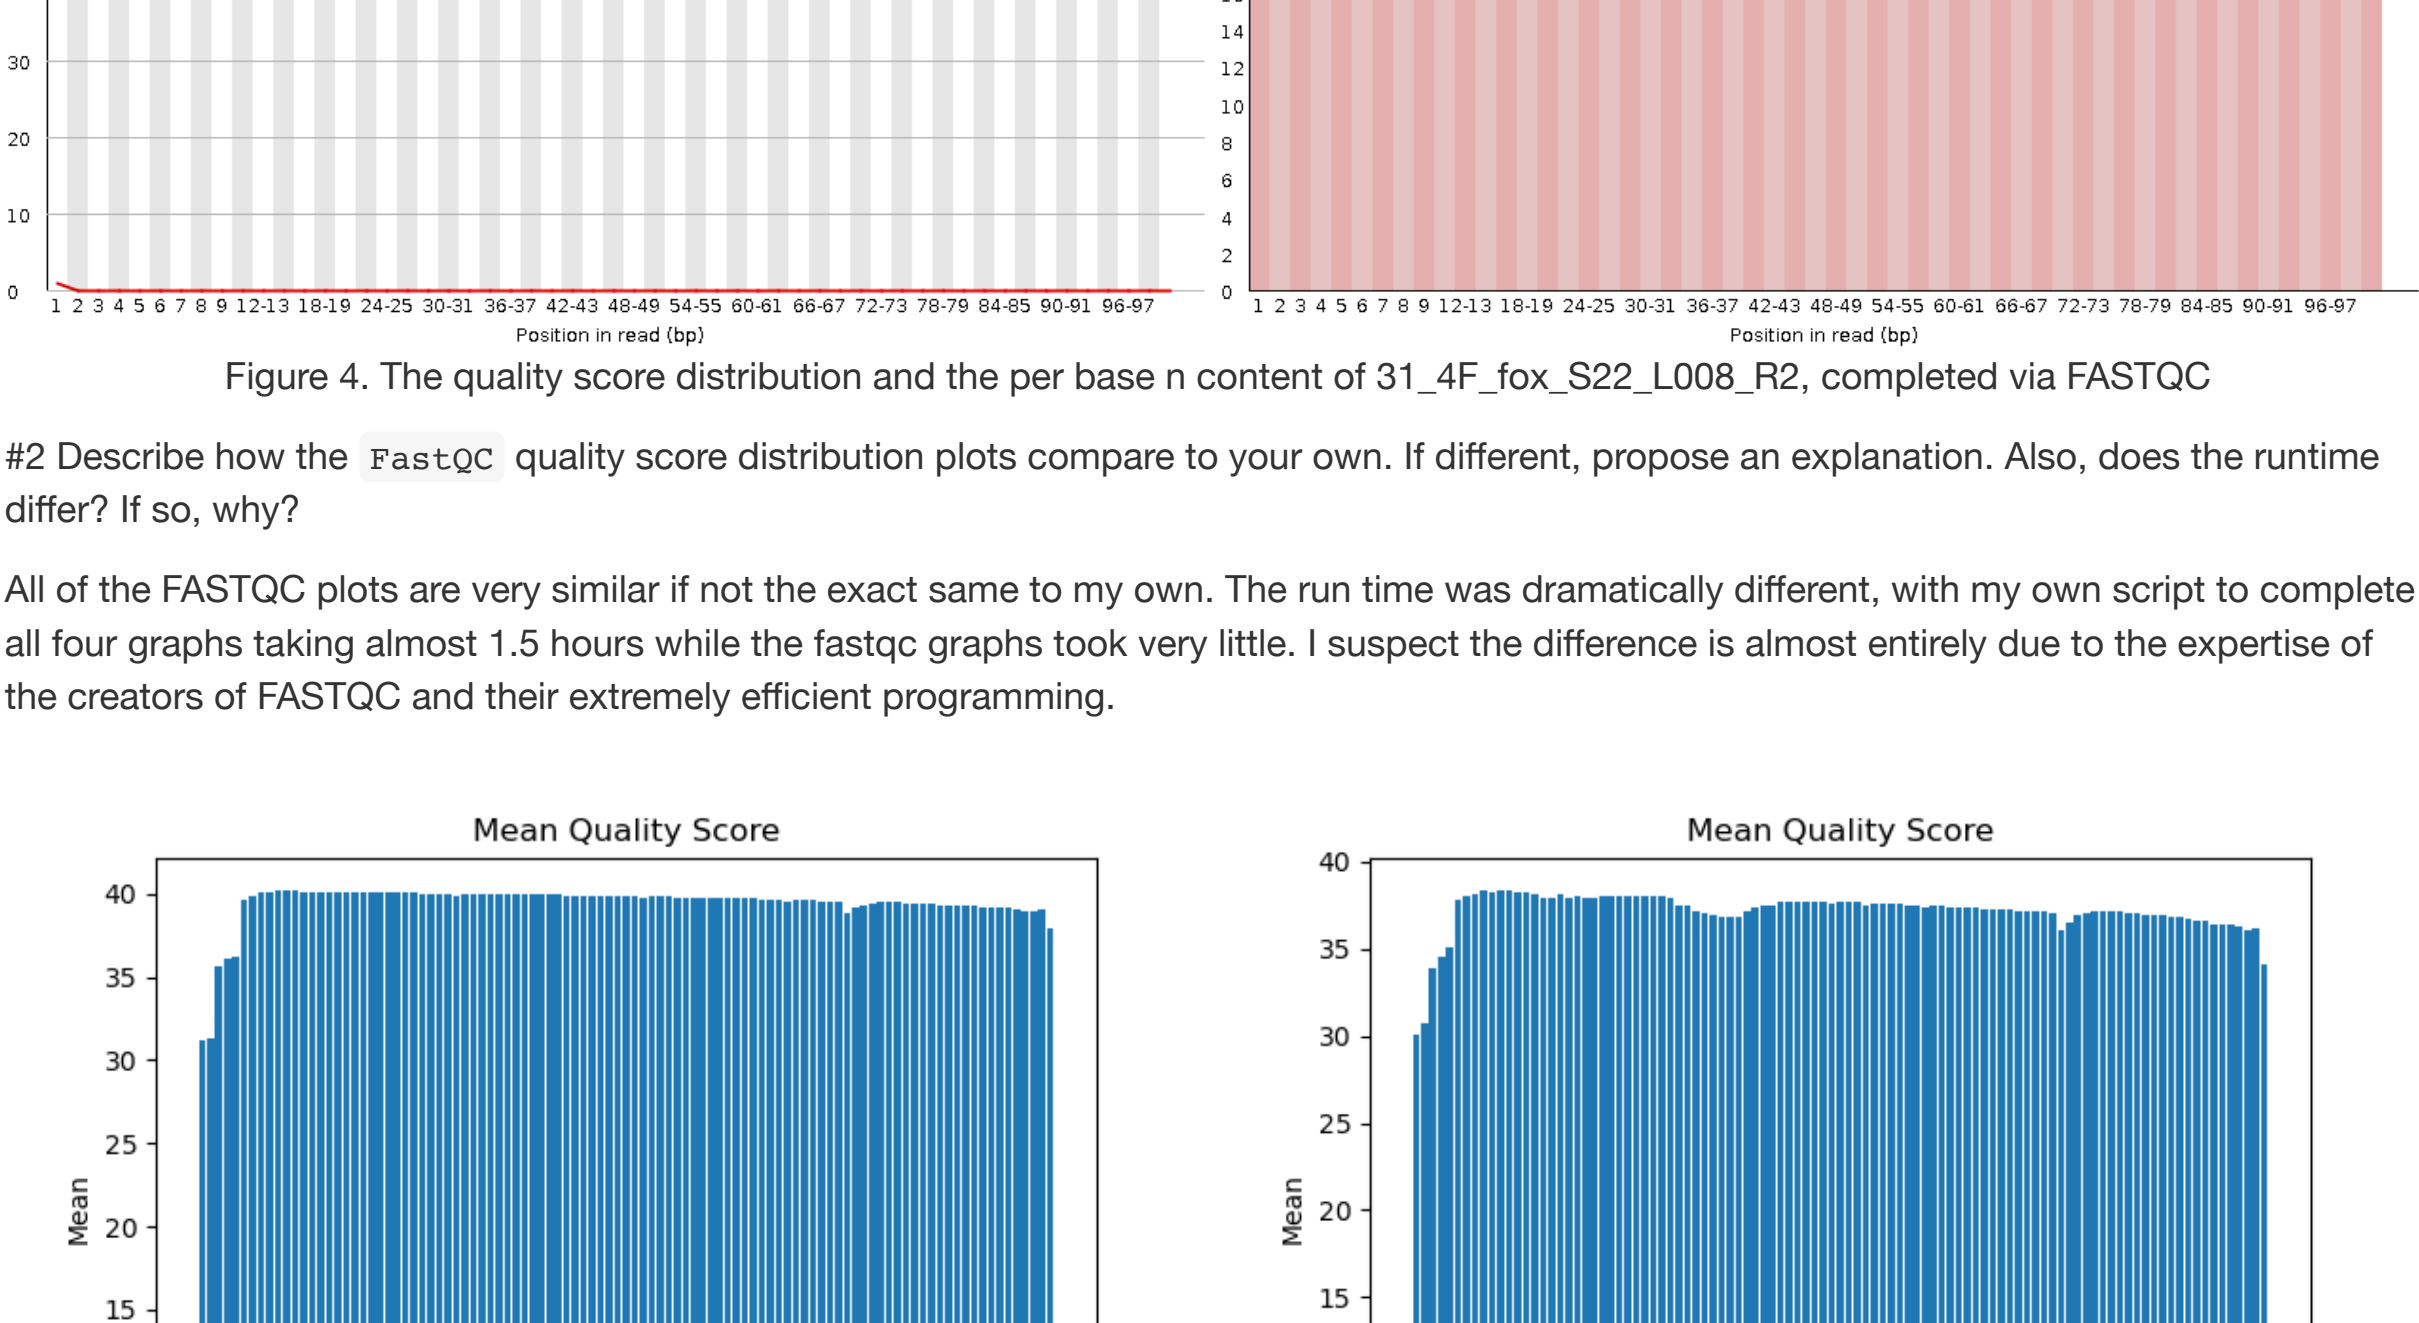 30
20
10
0
1 2 3 4 5 6 7 8 9 12-13 18-19 24-25 30-31 36-37 42-43 48-49 54-55 60-61 66-67 72-73 78-79 84-85 90-91 96-97
Position in read (bp)
14
12
10
8
6
4
2
0
1 2 3 4 5 6 7 8 9 12-13 18-19 24-25 30-31 36-37 42-43 48-49 54-55 60-61 66-67 72-73 78-79 84-85 90-91 96-97
Position in read (bp)
Figure 4. The quality score distribution and the per base n content of 31_4F_fox_S22_L008_R2, completed via FASTQC
#2 Describe how the FastQC quality score distribution plots compare to your own. If different, propose an explanation. Also, does the runtime
differ? If so, why?
All of the FASTQC plots are very similar if not the exact same to my own. The run time was dramatically different, with my own script to complete
all four graphs taking almost 1.5 hours while the fastqc graphs took very little. I suspect the difference is almost entirely due to the expertise of
the creators of FASTQC and their extremely efficient programming.
Mean Quality Score
40
35
30
25
20
15
Mean
Mean Quality Score
40
35
30
25
20
15
Mean